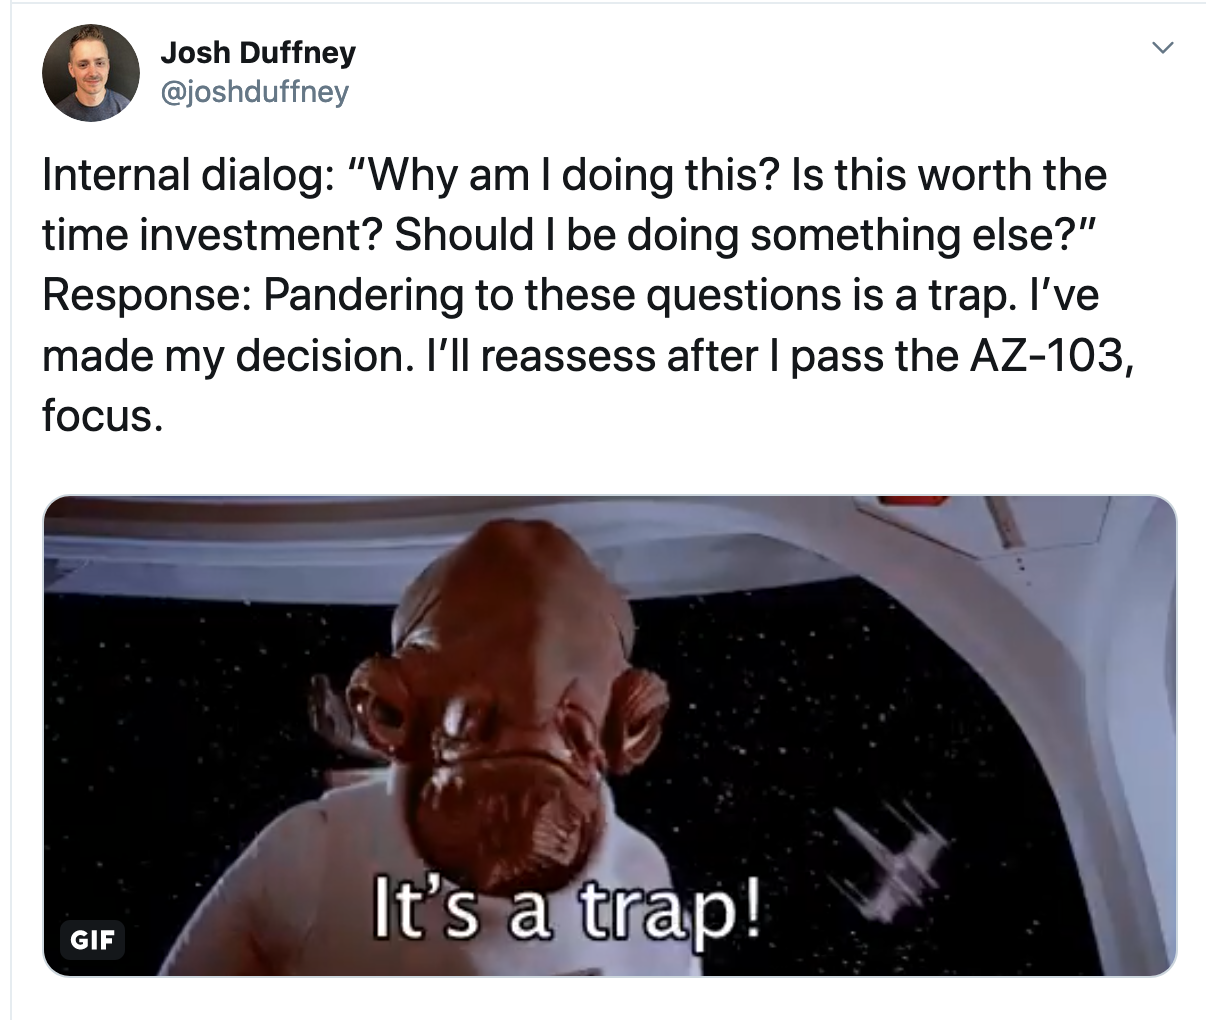 Josh Duffney
@joshduffney
Internal dialog: “Why am I doing this? Is this worth the
time investment? Should I be doing something else?”
Response: Pandering to these questions is a trap. I’ve
made my decision. I’ll reassess after I pass the AZ-103,
focus.
It’s a trap!
GIF